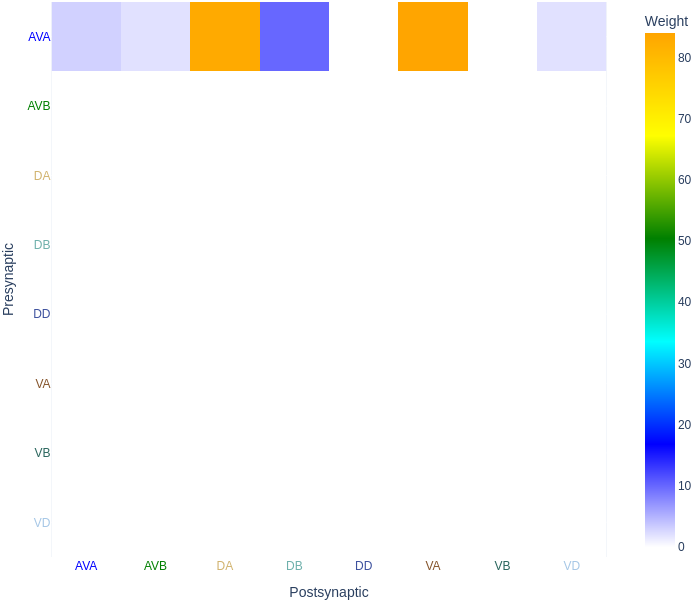 Weight
AVA
AVB
DA
DB
DD
VA
VB
VD
Presynaptic
80
70
60
50
40
30
20
10
0
AVA AVB DA DB DD VA VB VD
Postsynaptic